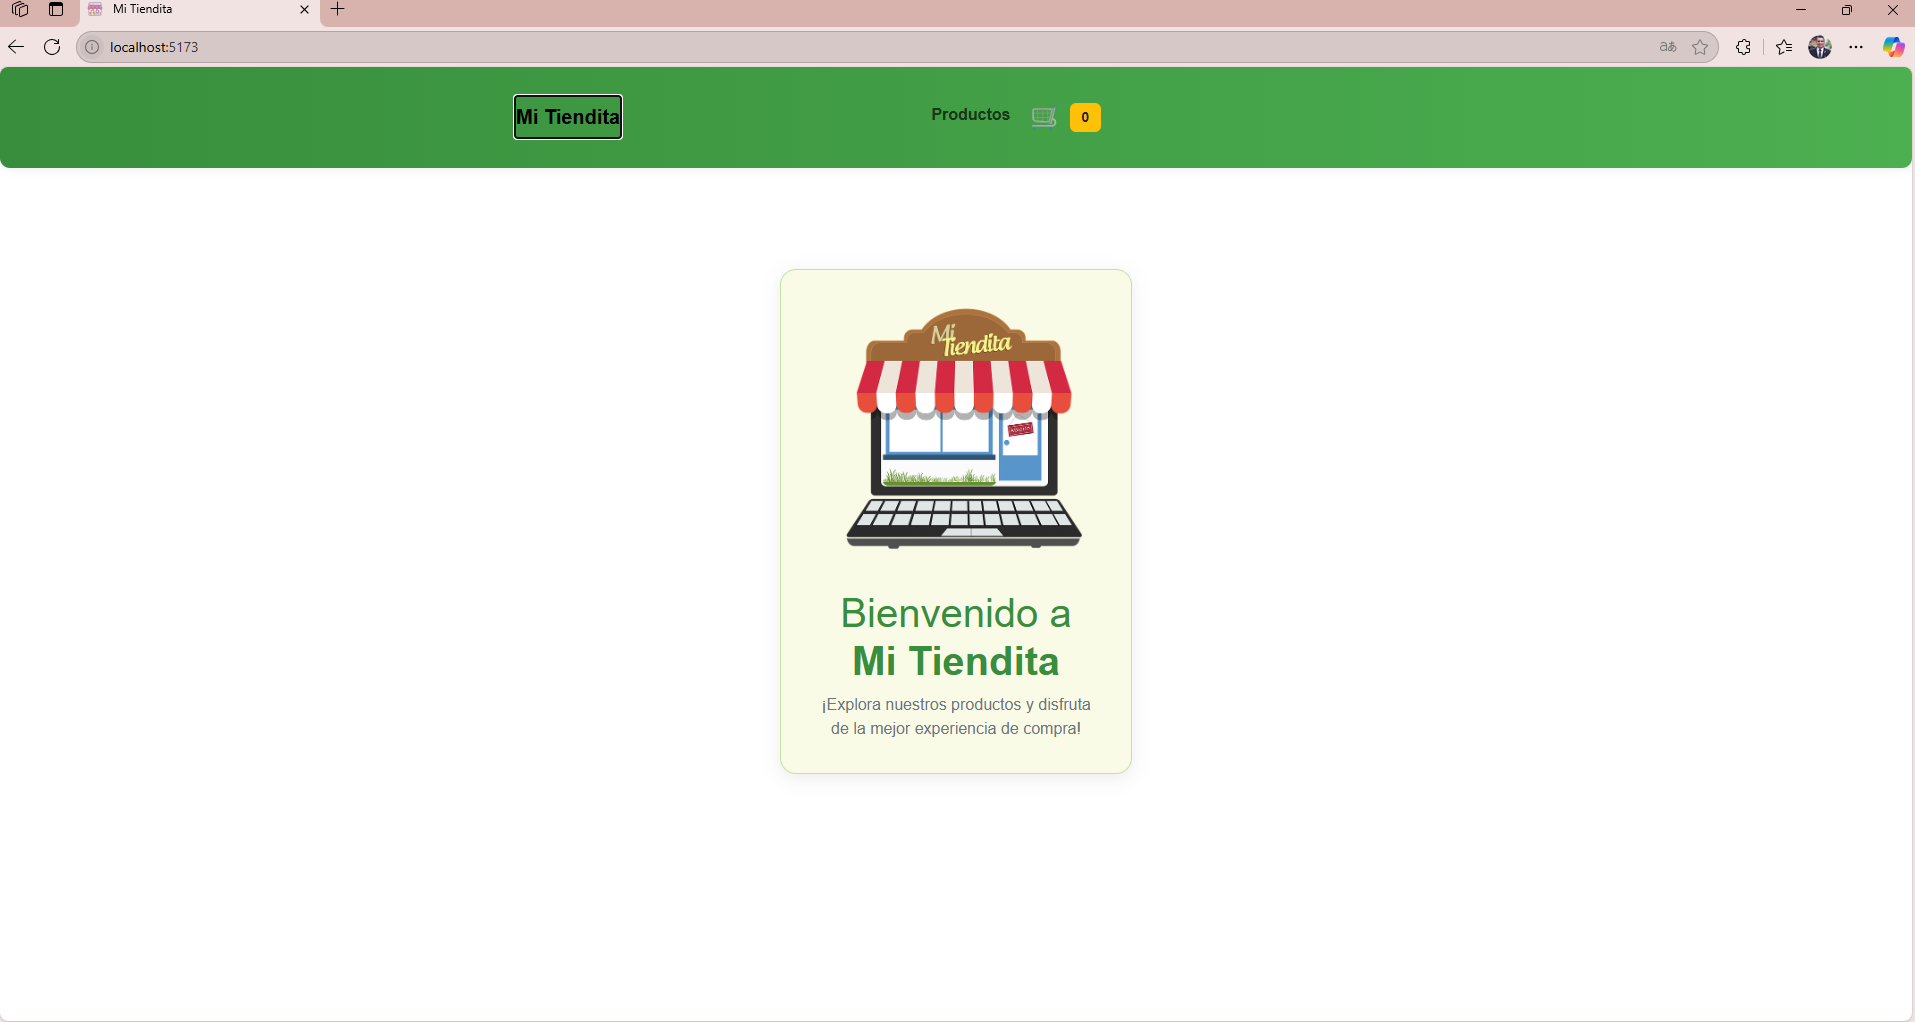 Mi Tiendita
localhost:5173
Mi Tiendita
Productos
0
Mi
Tiendita
Bienvenido a
Mi Tiendita
¡Explora nuestros productos y disfruta
de la mejor experiencia de compra!